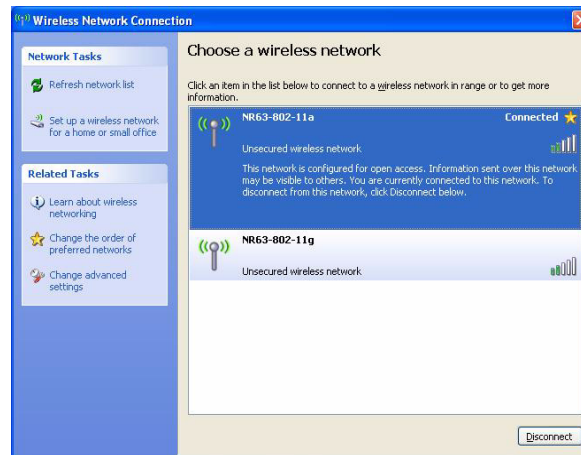 Wireless Network Connection
Network Tasks
Refresh network list
Set up a wireless network
for a home or small office
Related Tasks
Learn about wireless
networking
Change the order of
preferred networks
Change advanced
settings
Choose a wireless network
Click an item in the list below to connect to a wireless network in range or to get more
information.
NR63-802-11a
Connected
Unsecured wireless network
This network is configured for open access. Information sent over this network
may be visible to others. You are currently connected to this network. To
disconnect from this network, click Disconnect below.
NR63-802-11g
Unsecured wireless network
Disconnect